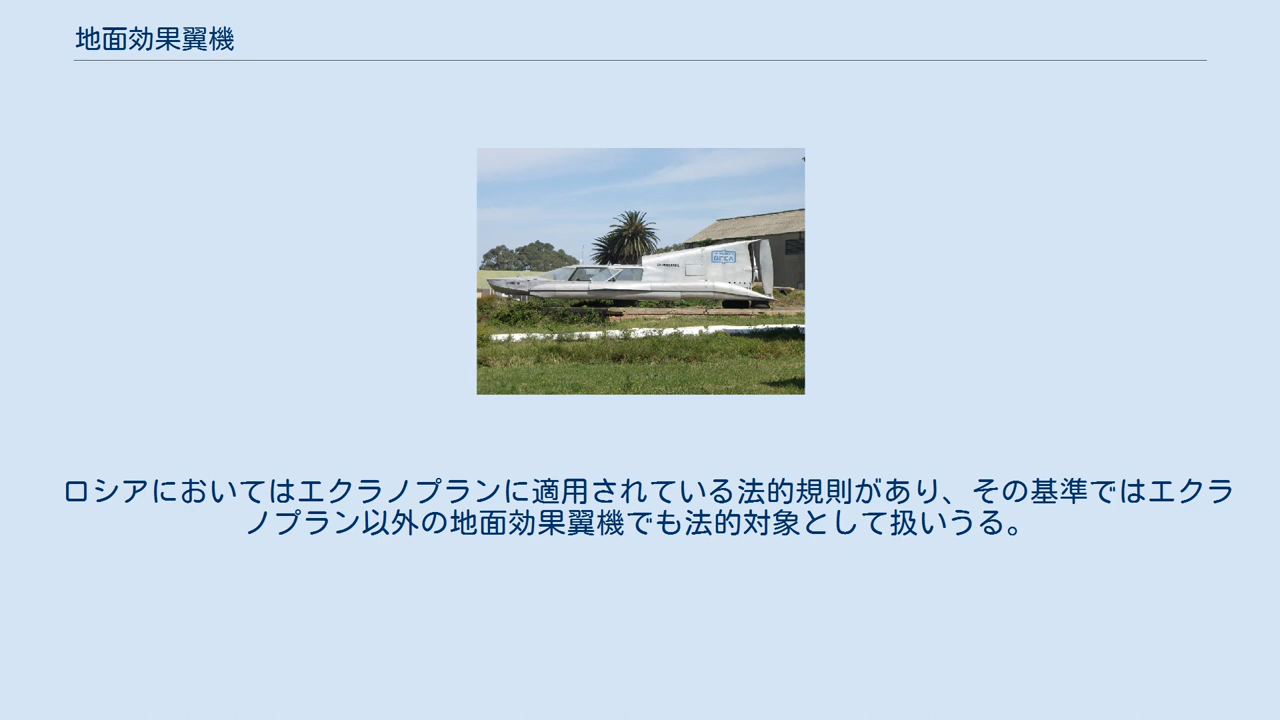 地面効果翼機
ロシアにおいてはエクラノプランに適用されている法的規則があり、その基準ではエクラ
ノプラン以外の地面効果翼機でも法的対象として扱いうる。